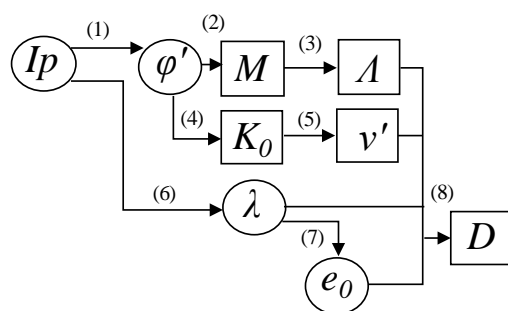 (1) (2) (3)
Ip φ' M Λ
(4) (5)
K₀ ν'
(6) λ (8)
(7) D
e₀